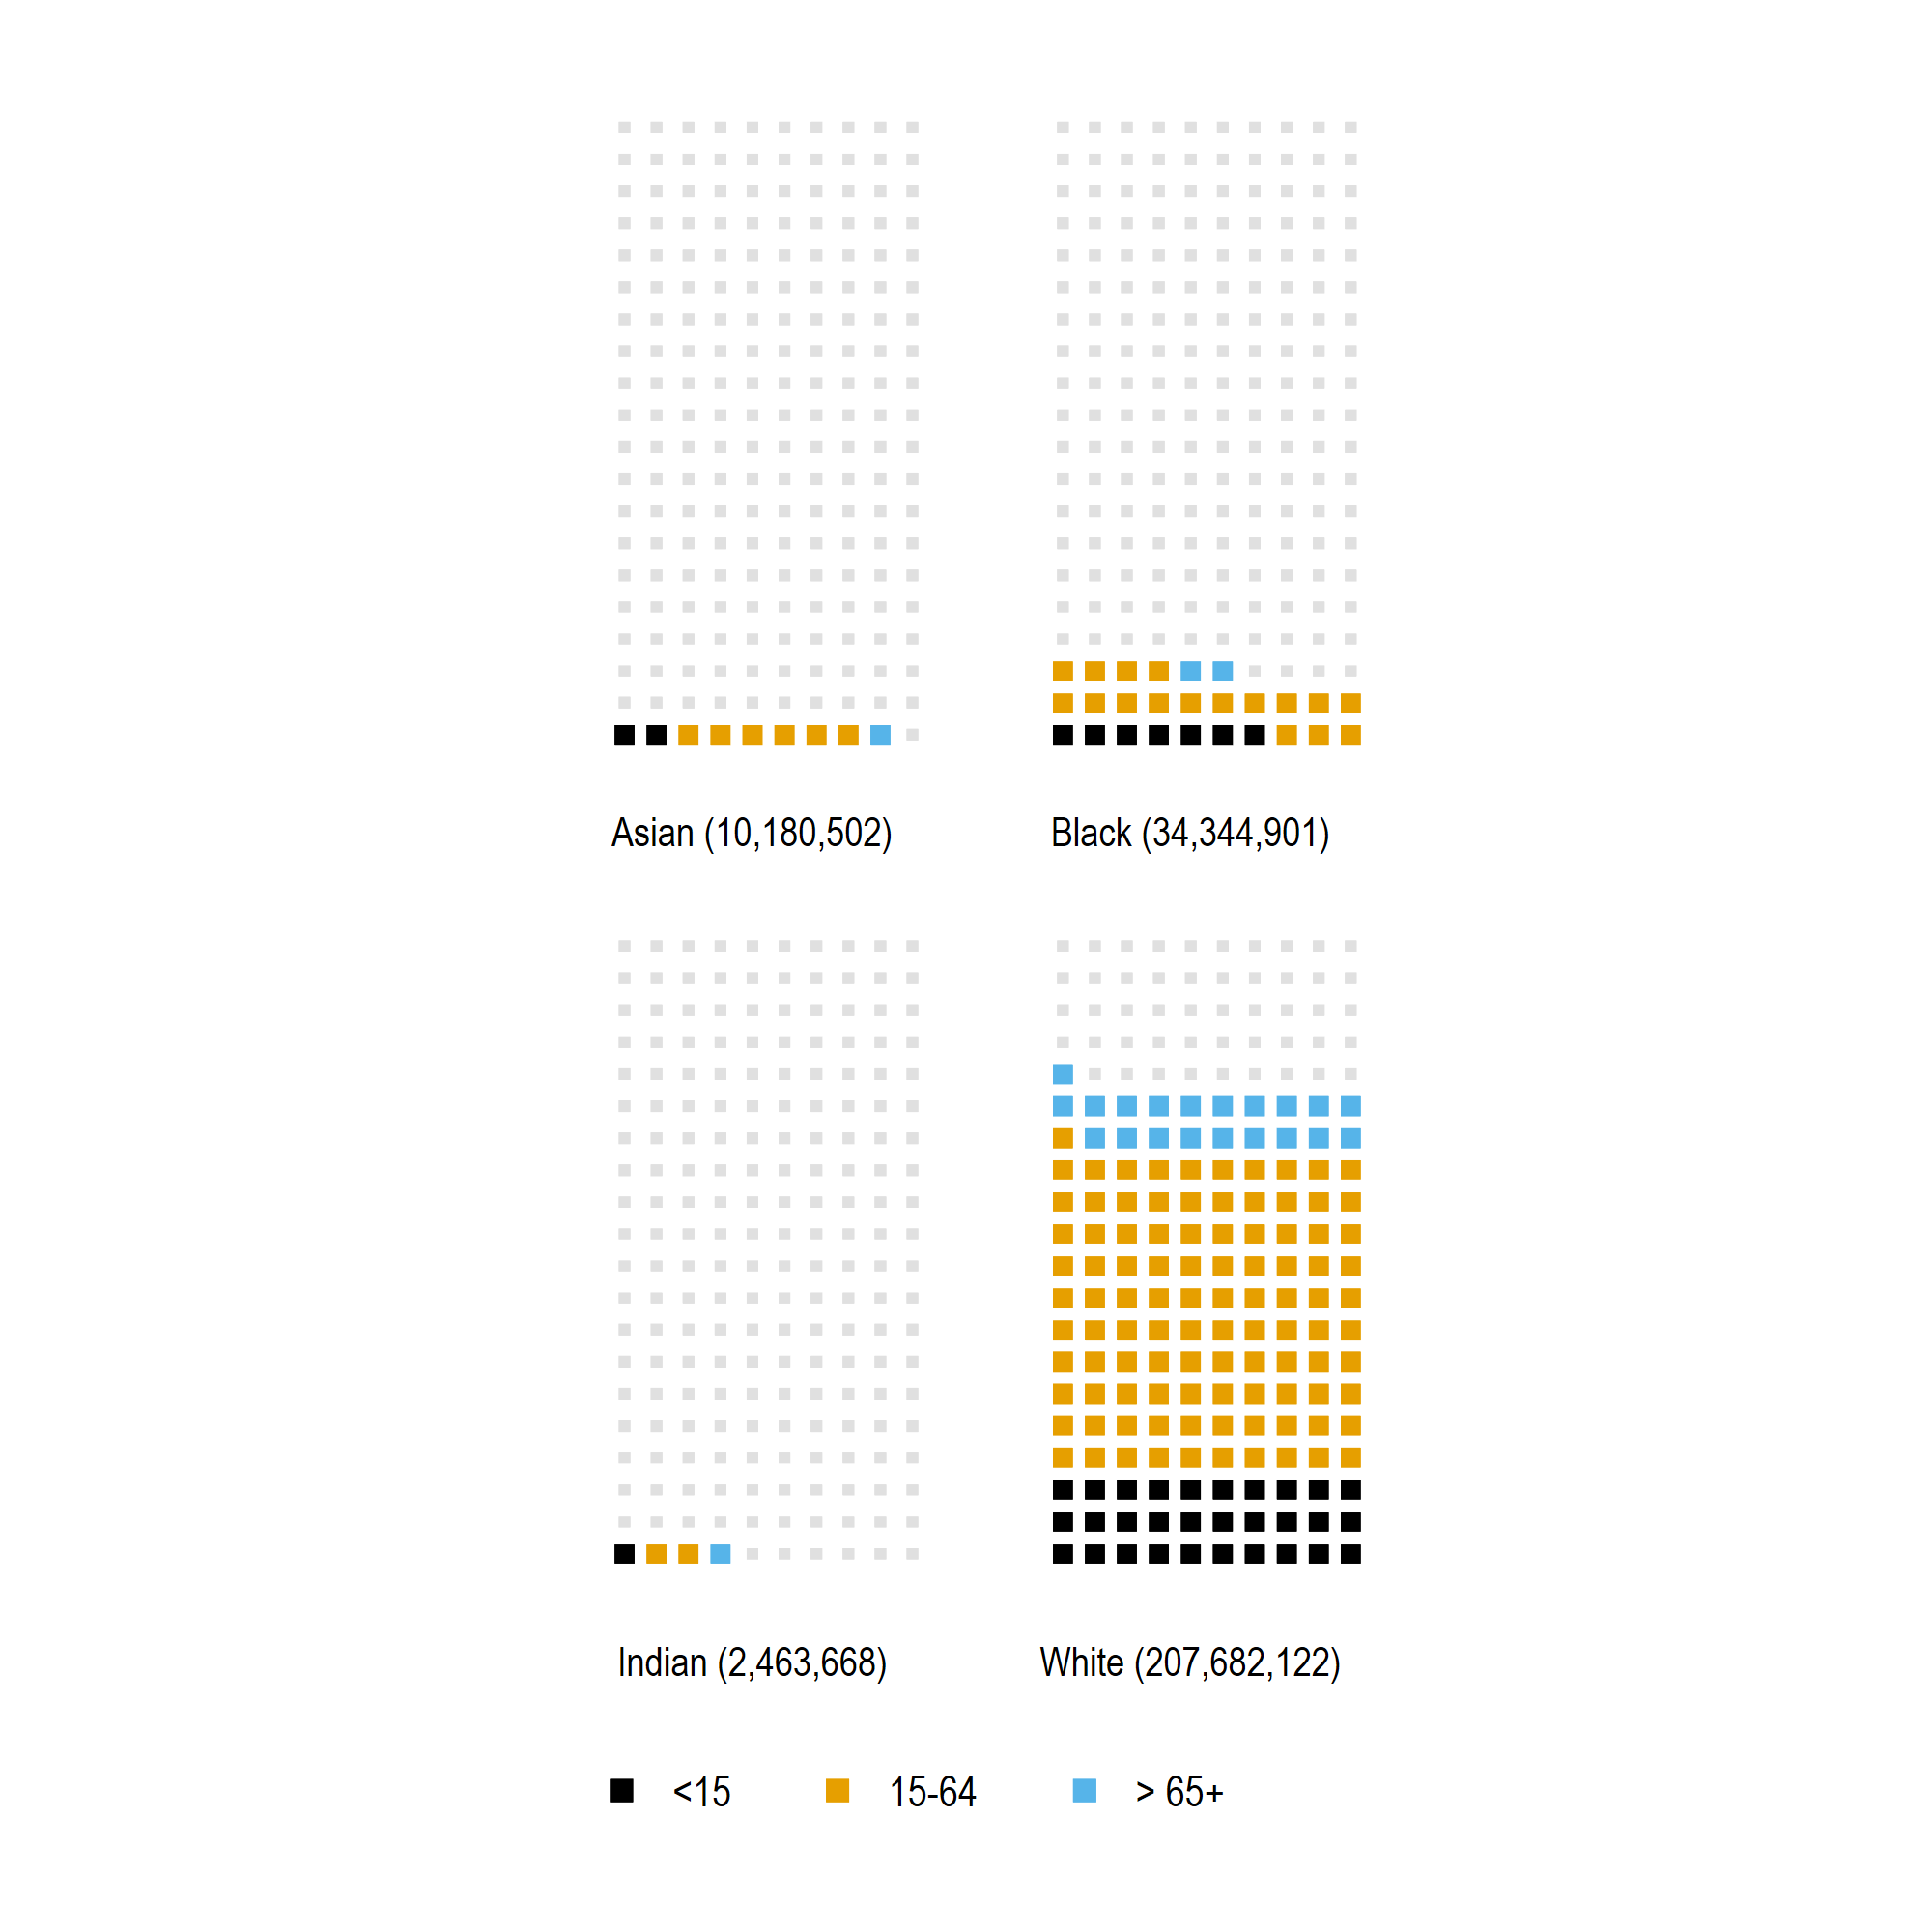 Asian (10,180,502)
Black (34,344,901)
Indian (2,463,668)
White (207,682,122)
<15
15-64
> 65+